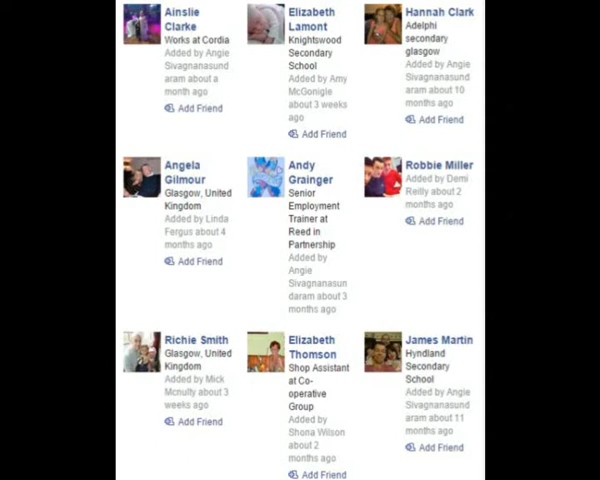 Ainslie
Clarke
Works at Cordia
Added by Angie
Sivagnanasund
aram about a
month ago
Add Friend
Elizabeth
Lamont
Knightswood
Secondary
School
Added by Amy
McGonigle
about 3 weeks
ago
Add Friend
Hannah Clark
Adelphi
secondary
glasgow
Added by Angie
Sivagnanasund
aram about 10
months ago
Add Friend
Angela
Gilmour
Glasgow, United
Kingdom
Added by Linda
Fergus about 4
months ago
Add Friend
Andy
Grainger
Senior
Employment
Trainer at
Reed in
Partnership
Added by
Angie
Sivagnanasun
daram about 3
months ago
Robbie Miller
Added by Demi
Reilly about 2
months ago
Add Friend
Richie Smith
Glasgow, United
Kingdom
Added by Mick
Mcnulty about 3
weeks ago
Add Friend
Elizabeth
Thomson
Shop Assistant
at Co-
operative
Group
Added by
Shona Wilson
about 2
months ago
Add Friend
James Martin
Hyndland
Secondary
School
Added by Angie
Sivagnanasund
aram about 11
months ago
Add Friend